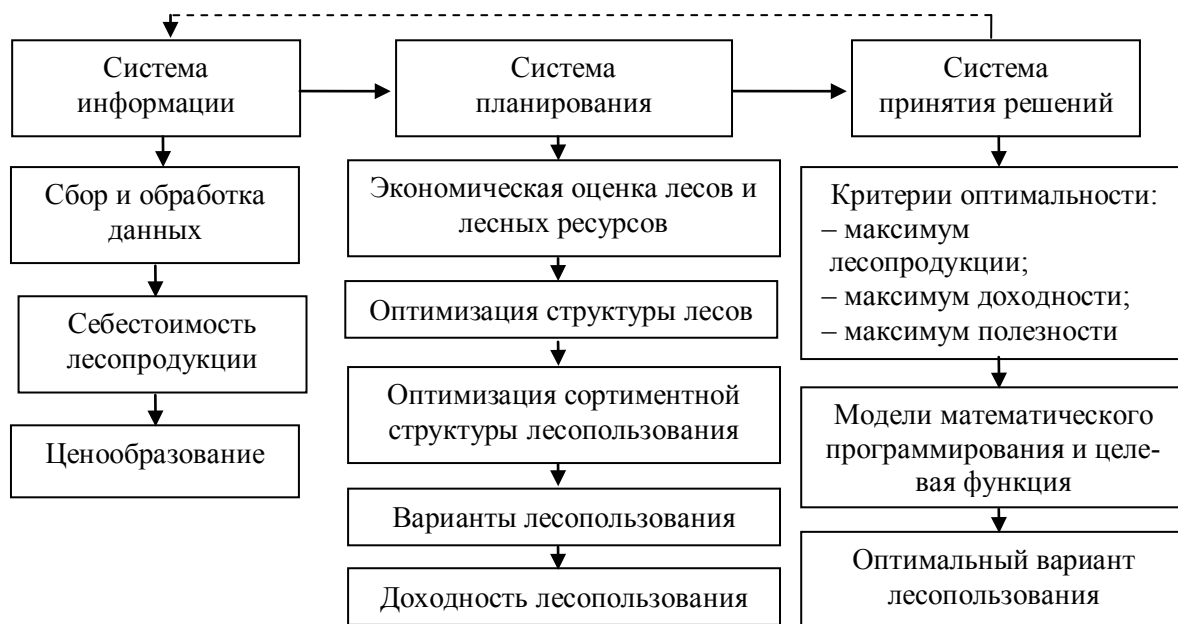 Система
информации
Сбор и обработка
данных
Себестоимость
лесопродукции
Ценообразование
Система
планирования
Экономическая оценка лесов и
лесных ресурсов
Оптимизация структуры лесов
Оптимизация сортиментной
структуры лесопользования
Варианты лесопользования
Доходность лесопользования
Система
принятия решений
Критерии оптимальности:
– максимум
лесопродукции;
– максимум доходности;
– максимум полезности
Модели математического
программирования и целе-
вая функция
Оптимальный вариант
лесопользования